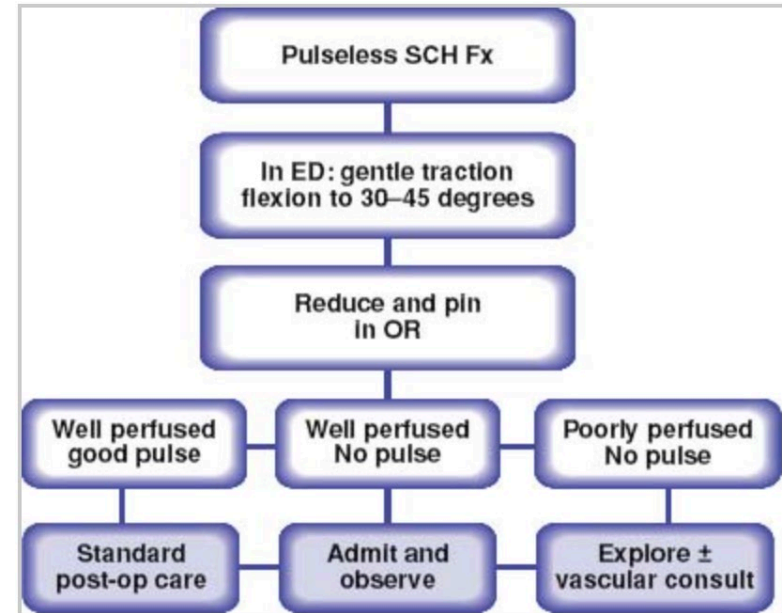 Pulseless SCH Fx
In ED: gentle traction
flexion to 30–45 degrees
Reduce and pin
in OR
Well perfused
good pulse
Well perfused
No pulse
Poorly perfused
No pulse
Standard
post-op care
Admit and
observe
Explore ±
vascular consult